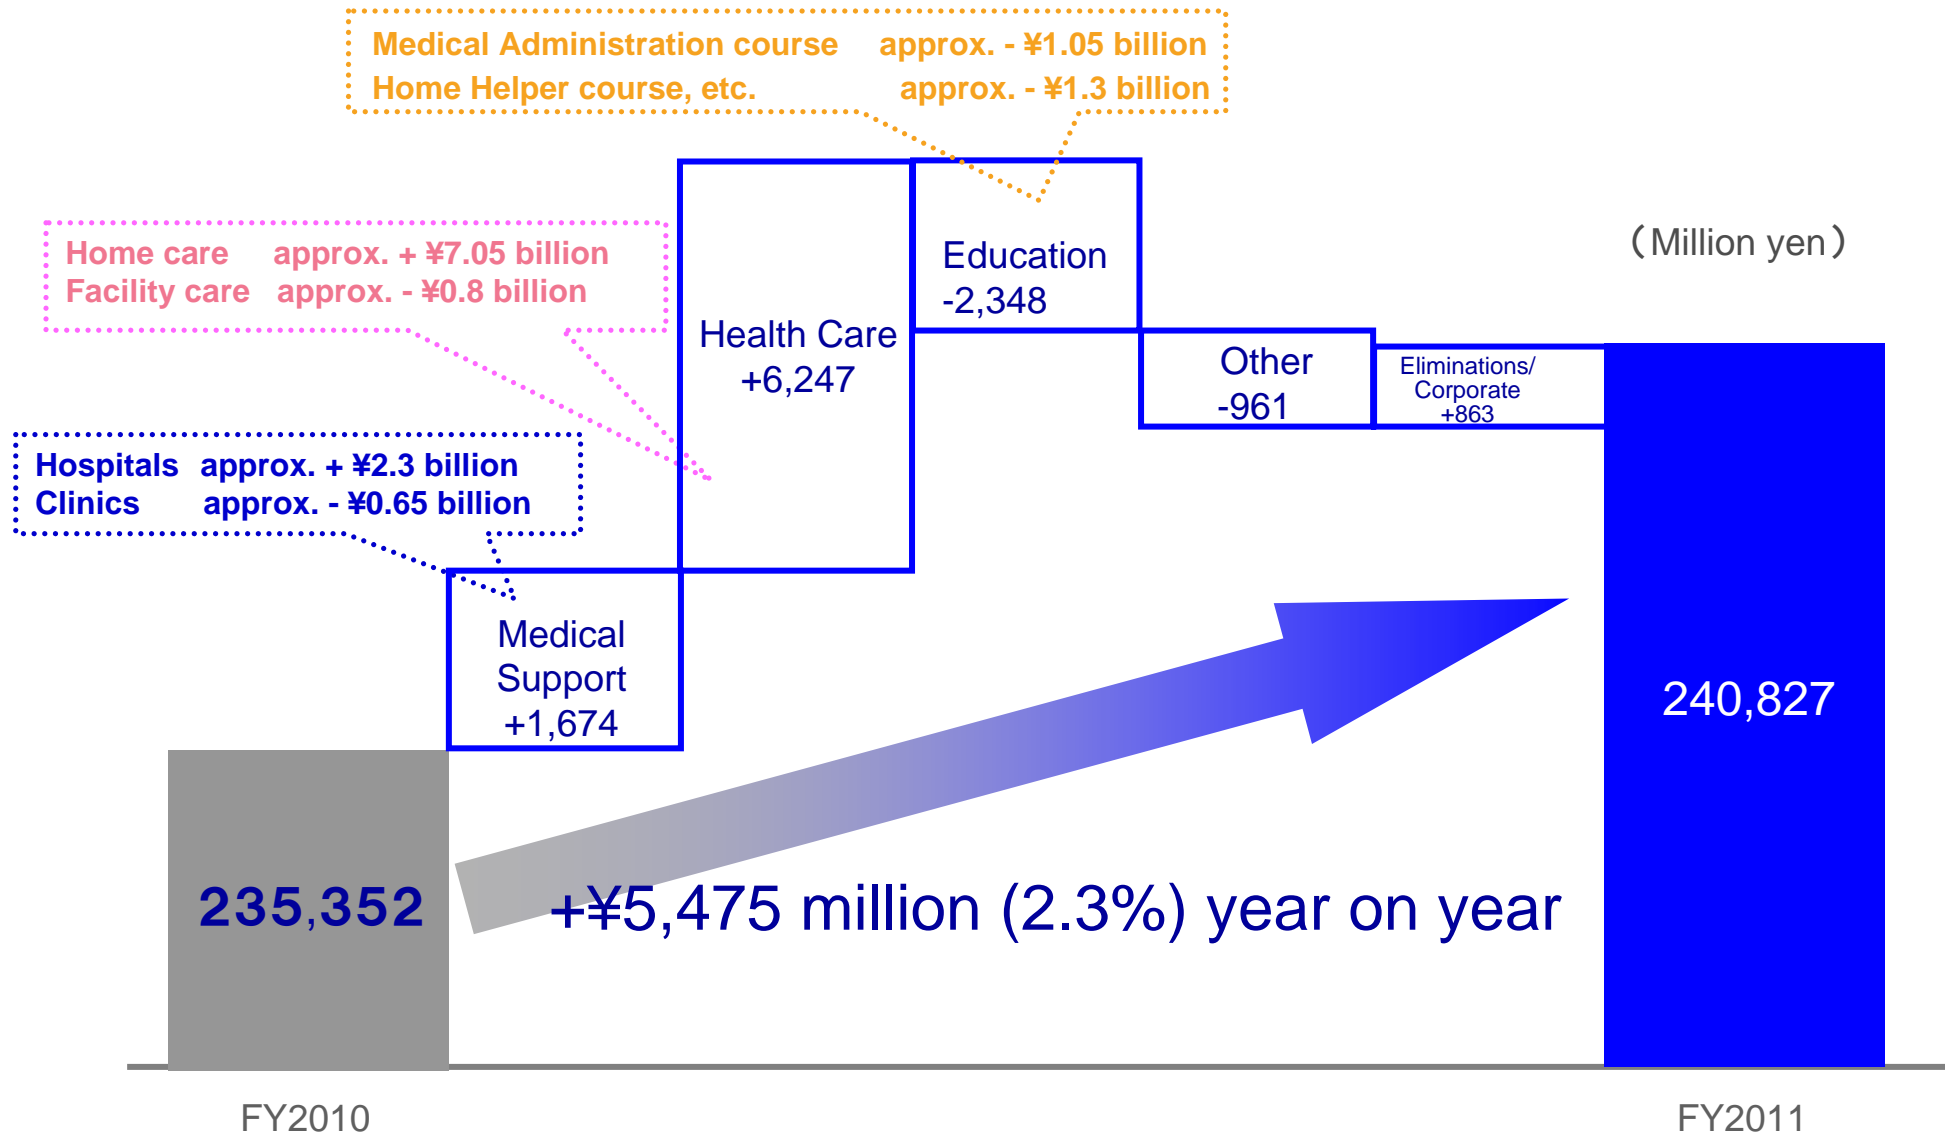 Medical Administration course approx. - ¥1.05 billion
Home Helper course, etc. approx. - ¥1.3 billion
Home care approx. + ¥7.05 billion
Facility care approx. - ¥0.8 billion
Hospitals approx. + ¥2.3 billion
Clinics approx. - ¥0.65 billion
（Million yen）
Medical
Support
+1,674
Health Care
+6,247
Education
-2,348
Other
-961
Eliminations/
Corporate
+863
235,352
+¥5,475 million (2.3%) year on year
240,827
FY2010
FY2011